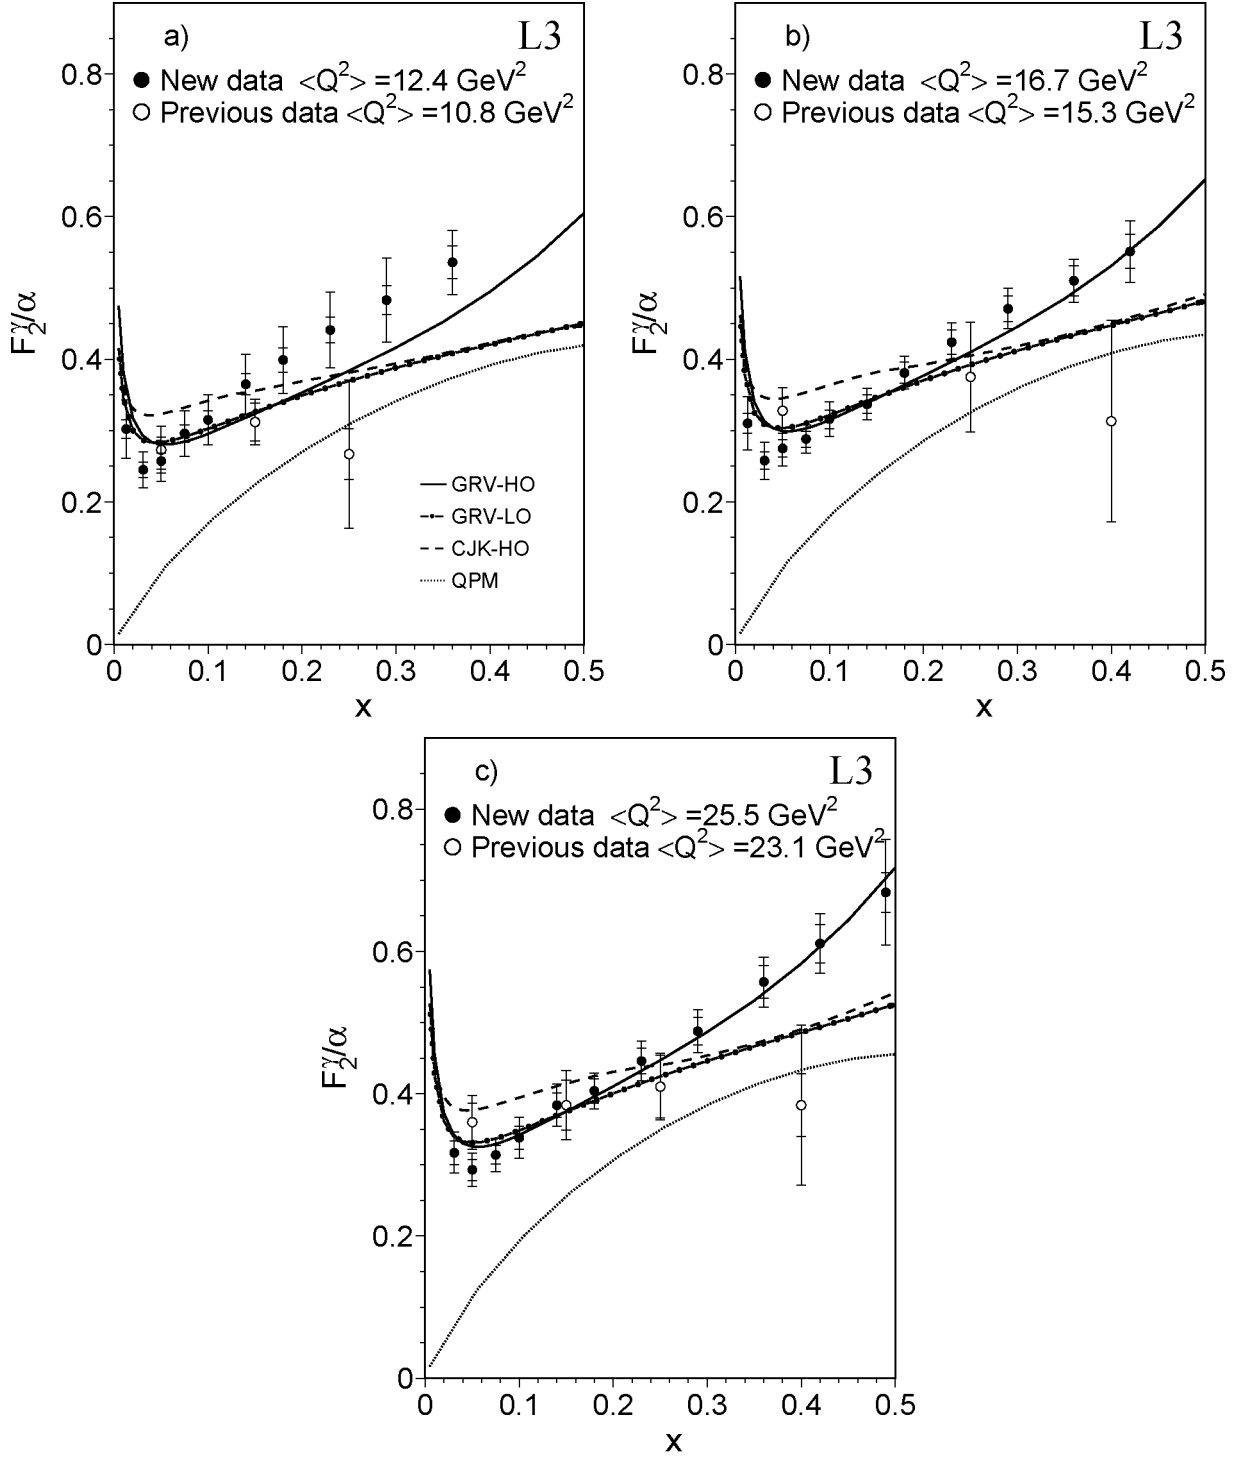 a) L3
● New data <Q²> =12.4 GeV²
○ Previous data <Q²> =10.8 GeV²
F₂^γ/α
0.8
0.6
0.4
0.2
0
GRV-HO
GRV-LO
CJK-HO
QPM
0 0.1 0.2 0.3 0.4 0.5
x
b) L3
● New data <Q²> =16.7 GeV²
○ Previous data <Q²> =15.3 GeV²
F₂^γ/α
0.8
0.6
0.4
0.2
0
0 0.1 0.2 0.3 0.4 0.5
x
c) L3
● New data <Q²> =25.5 GeV²
○ Previous data <Q²> =23.1 GeV²
F₂^γ/α
0.8
0.6
0.4
0.2
0
0 0.1 0.2 0.3 0.4 0.5
x